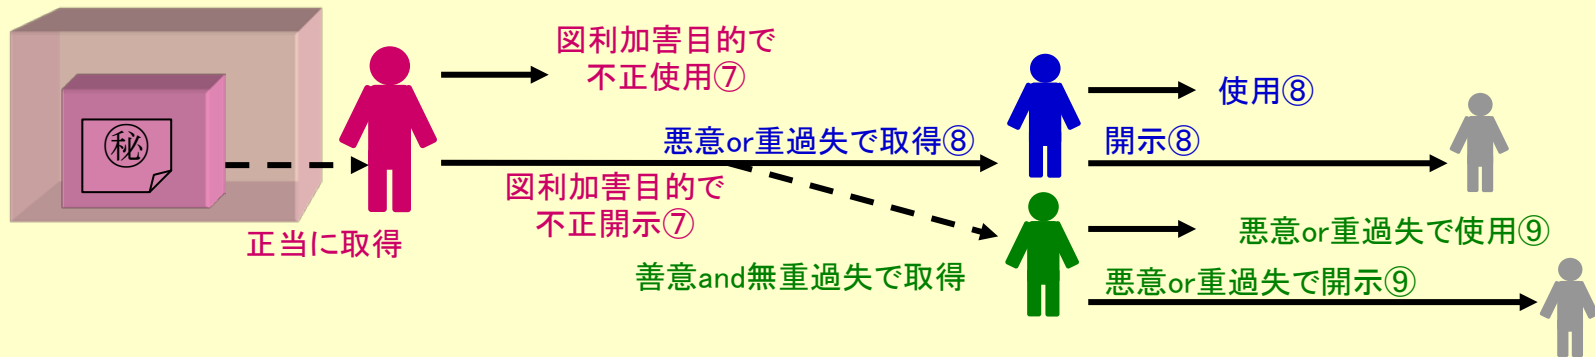 ㊙
正当に取得
図利加害目的で
不正使用⑦
悪意or重過失で取得⑧
図利加害目的で
不正開示⑦
善意and無重過失で取得
使用⑧
開示⑧
悪意or重過失で使用⑨
悪意or重過失で開示⑨